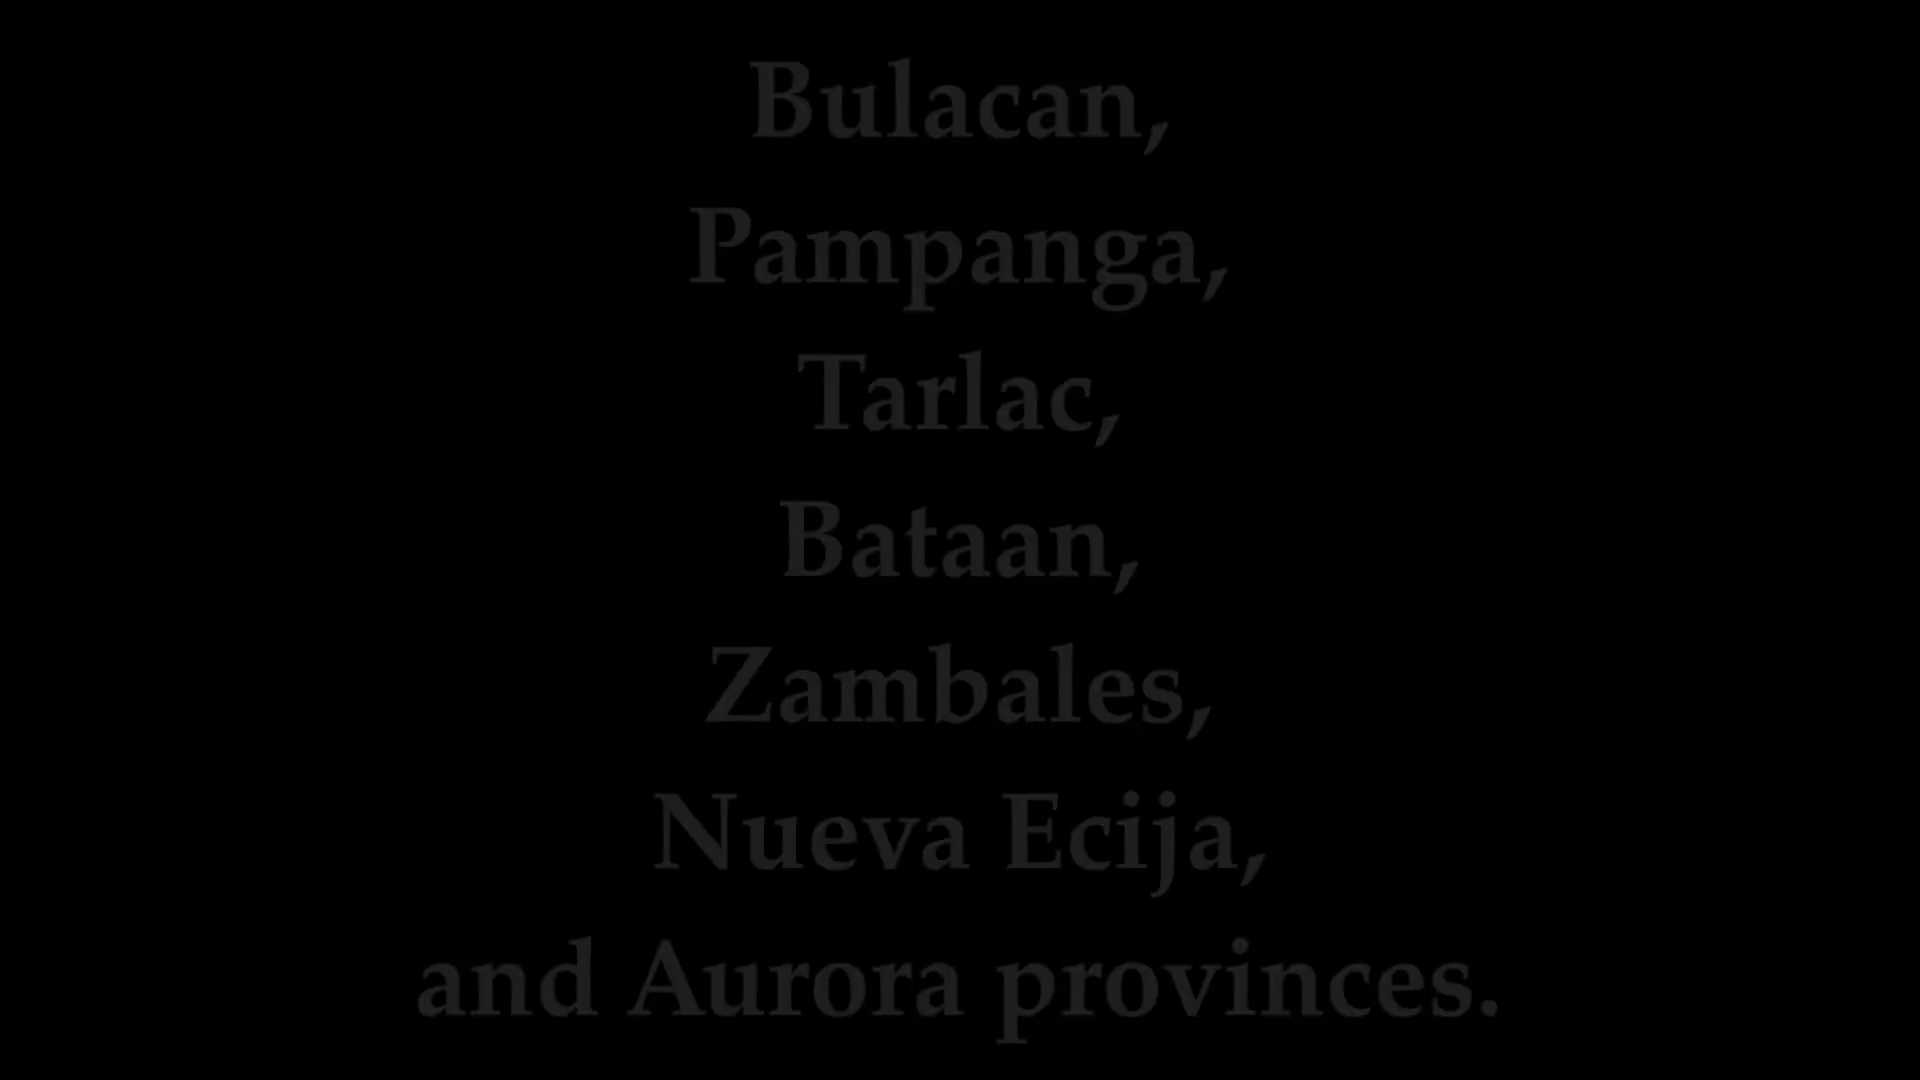 Bulacan,
Pampanga,
Tarlac,
Bataan,
Zambales,
Nueva Ecija,
and Aurora provinces.